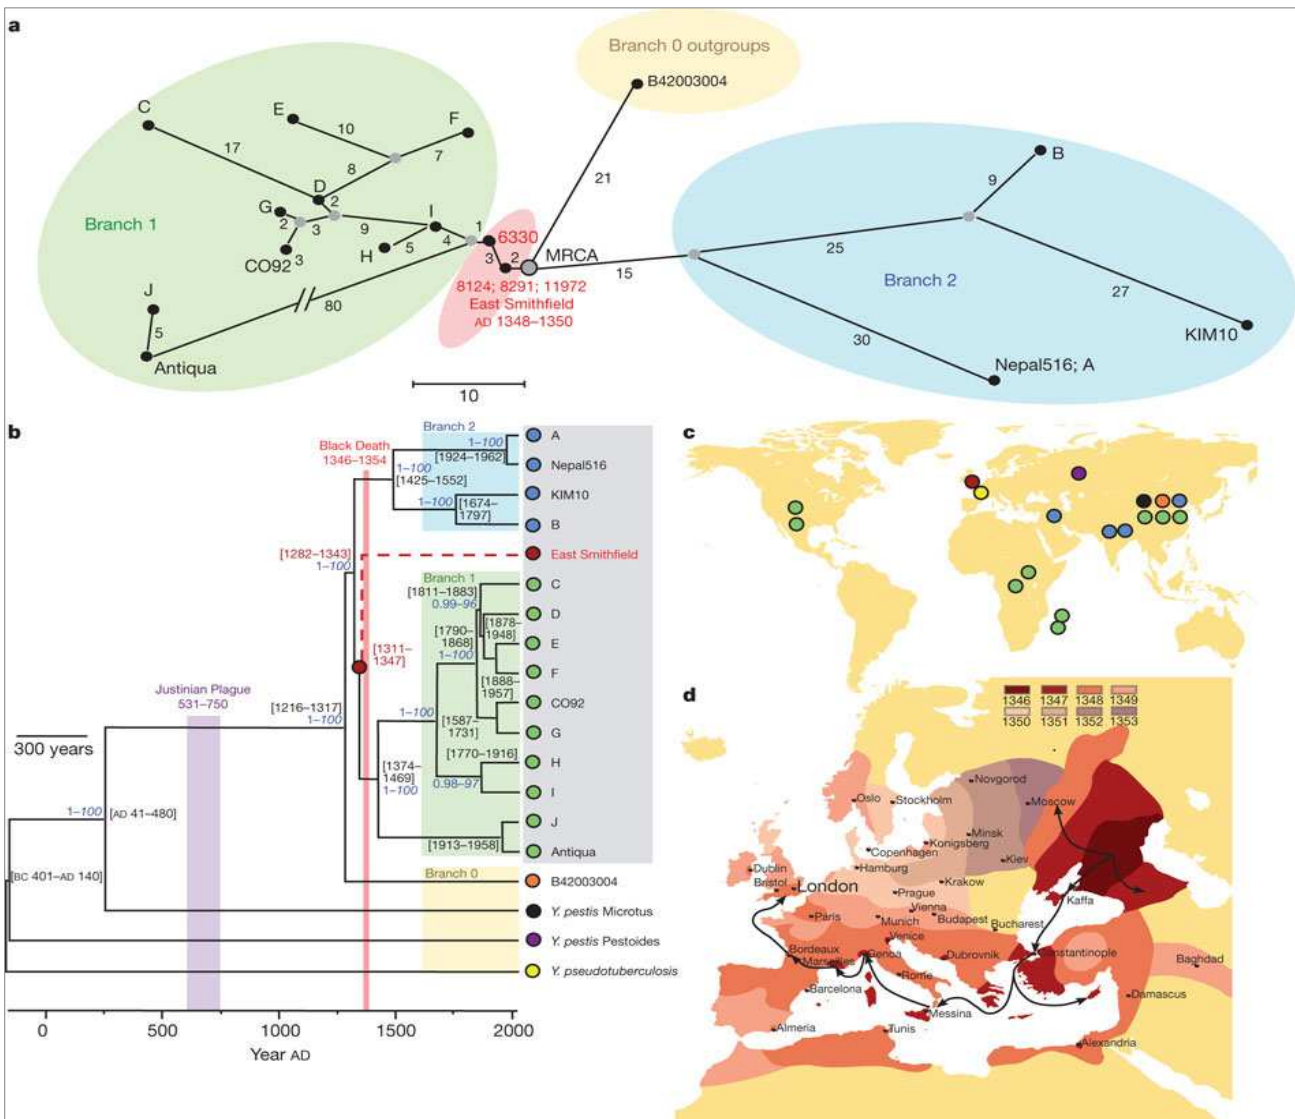 a
Branch 0 outgroups
B42003004
C
E
F
B
10
17
8
7
D
21
9
G
2
I
Branch 1
2
3
9
1
6330
25
H
5
4
MRCA
CO92
3
3
2
15
Branch 2
27
8124; 8291; 11972
J
East Smithfield
80
AD 1348–1350
5
30
KIM10
Antiqua
Nepal516; A
10
b
Black Death
1346–1354
Branch 2
1–100
A
[1924–1962]
1–100
Nepal516
[1425–1552]
1–100
[1674–
1797]
KIM10
B
[1282–1343]
1–100
East Smithfield
Branch 1
[1811–1883]
C
0.99–96
[1878–
1948]
D
[1790–
1868]
E
1–100
[1311–
1347]
F
[1888–
1957]
Justinian Plague
531–750
CO92
[1216–1317]
1–100
1–100
[1587–
1731]
G
300 years
[1770–1916]
H
[1374–
1469]
0.98–97
I
1–100
J
1–100
[AD 41–480]
[1913–1958]
Antiqua
Branch 0
[BC 401–AD 140]
B42003004
Y. pestis Microtus
Y. pestis Pestoides
Y. pseudotuberculosis
0
500
1000
1500
2000
Year AD
c
d
1346
1347
1348
1349
1350
1351
1352
1353
Novgorod
Oslo
Stockholm
Moscow
Minsk
Konigsberg
Copenhagen
Dublin
Hamburg
Kiev
Bristol
London
Krakow
Prague
Kaffa
Vienna
Paris
Munich
Budapest
Bucharest
Venice
Bordeaux
Marseilles
Genoa
Dubrovnik
Constantinople
Rome
Baghdad
Barcelona
Damascus
Messina
Almeria
Tunis
Alexandria